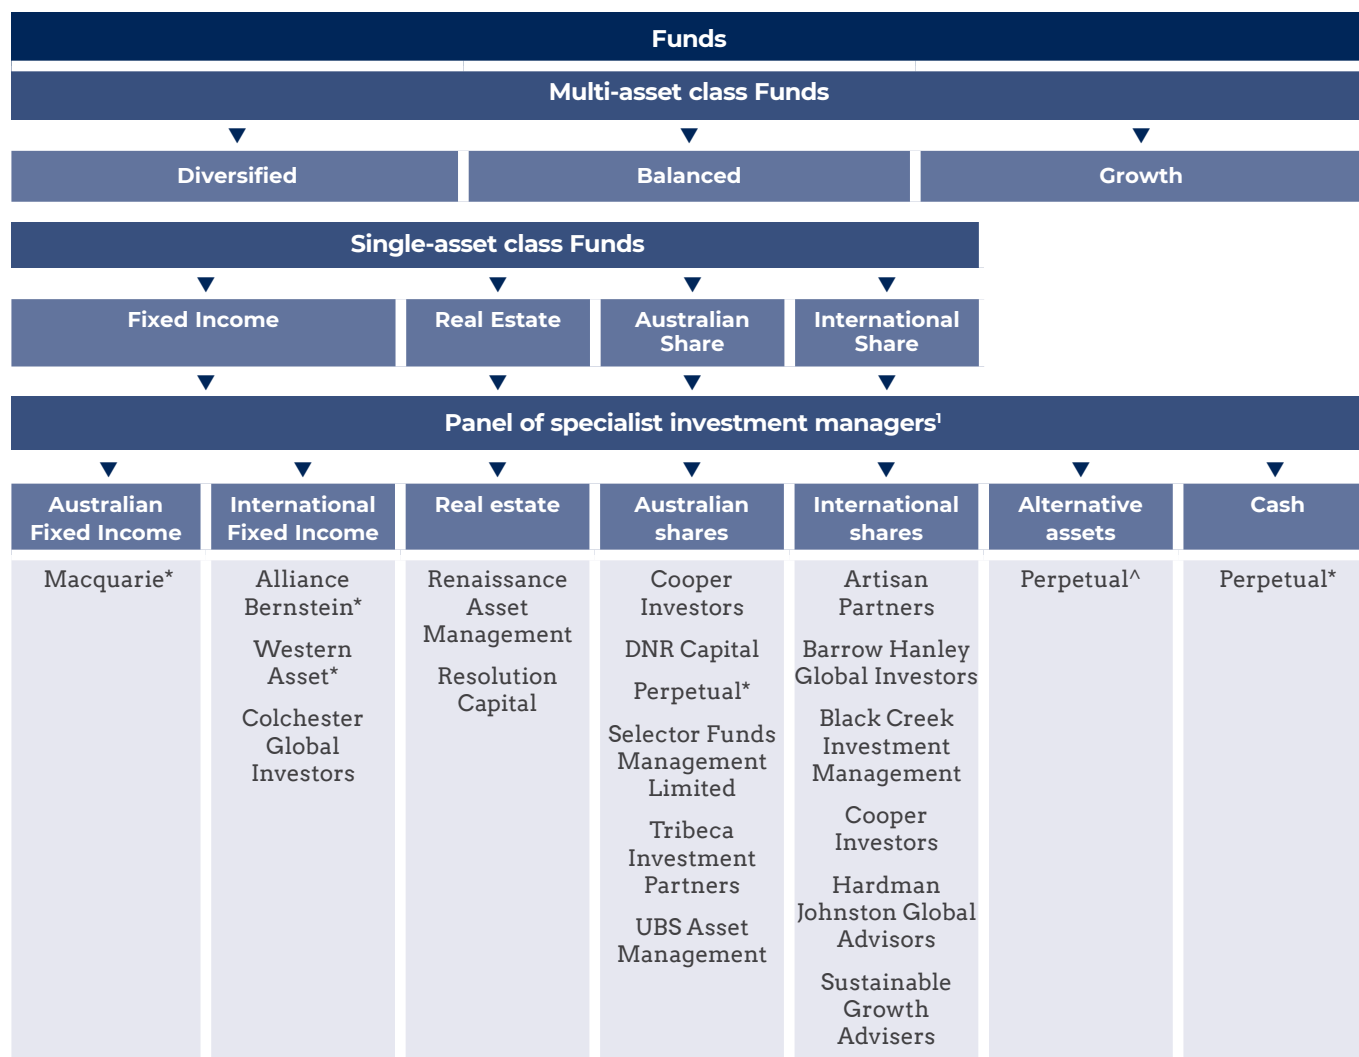 Funds
Multi-asset class Funds
Diversified
Balanced
Growth
Single-asset class Funds
Fixed Income
Real Estate
Australian
Share
International
Share
Panel of specialist investment managers¹
Australian
Fixed Income
International
Fixed Income
Real estate
Australian
shares
International
shares
Alternative
assets
Cash
Macquarie*
Alliance
Bernstein*
Western
Asset*
Colchester
Global
Investors
Renaissance
Asset
Management
Resolution
Capital
Cooper
Investors
DNR Capital
Perpetual*
Selector Funds
Management
Limited
Tribeca
Investment
Partners
UBS Asset
Management
Artisan
Partners
Barrow Hanley
Global Investors
Black Creek
Investment
Management
Cooper
Investors
Hardman
Johnston Global
Advisors
Sustainable
Growth
Advisers
Perpetual^
Perpetual*